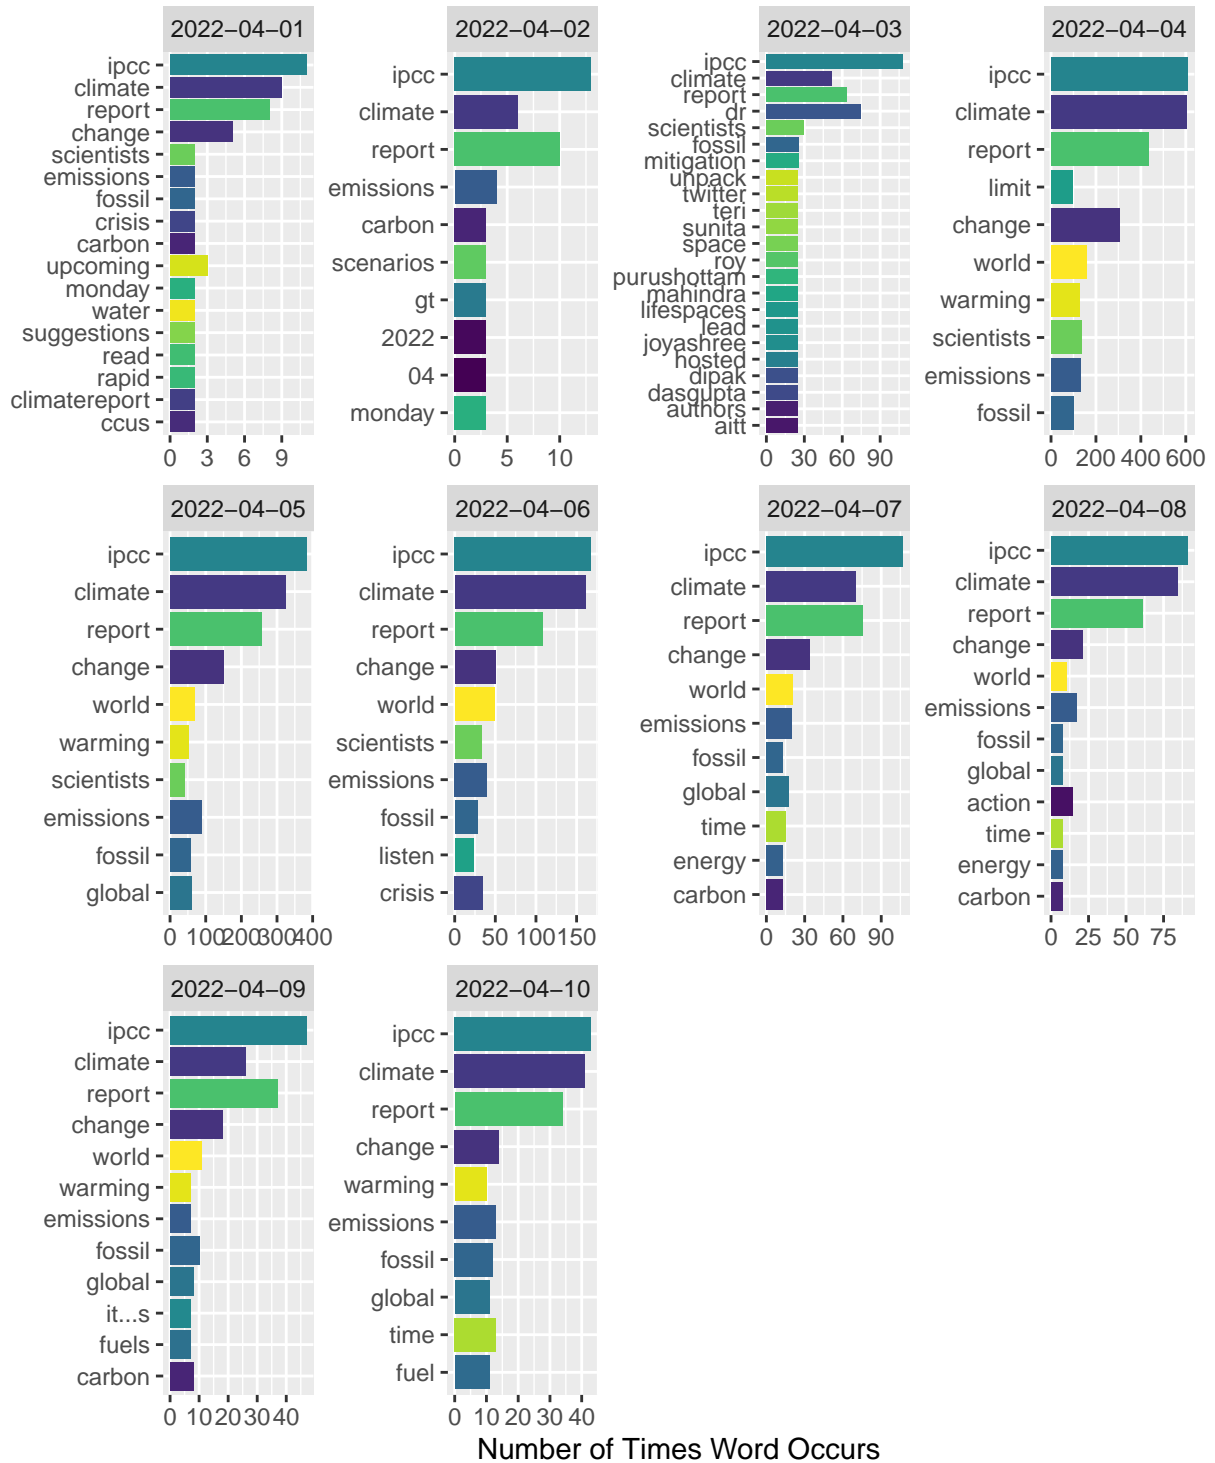 2022−04−01
ipcc
climate
report
change
scientists
emissions
fossil
crisis
carbon
upcoming
monday
water
suggestions
read
rapid
climatereport
ccus
0 3 6 9
2022−04−02
ipcc
climate
report
emissions
carbon
scenarios
gt
2022
04
monday
0 5 10
2022−04−03
ipcc
climate
report
dr
scientists
fossil
mitigation
unpack
twitter
teri
sunita
space
roy
purushottam
mahindra
lifespaces
lead
joyashree
hosted
dipak
dasgupta
authors
aitt
0 30 60 90
2022−04−04
ipcc
climate
report
limit
change
world
warming
scientists
emissions
fossil
0 200 400 600
2022−04−05
ipcc
climate
report
change
world
warming
scientists
emissions
fossil
global
0 100 200 300 400
2022−04−06
ipcc
climate
report
change
world
scientists
emissions
fossil
listen
crisis
0 50 100 150
2022−04−07
ipcc
climate
report
change
world
emissions
fossil
global
time
energy
carbon
0 30 60 90
2022−04−08
ipcc
climate
report
change
world
emissions
fossil
global
action
time
energy
carbon
0 25 50 75
2022−04−09
ipcc
climate
report
change
world
warming
emissions
fossil
global
it...s
fuels
carbon
0 10 20 30 40
2022−04−10
ipcc
climate
report
change
warming
emissions
fossil
global
time
fuel
0 10 20 30 40
Number of Times Word Occurs